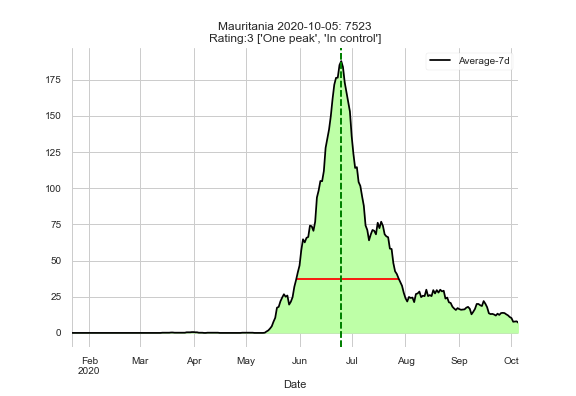 Mauritania 2020-10-05: 7523
Rating:3 ['One peak', 'In control']
Average-7d
175
150
125
100
75
50
25
0
Feb Mar Apr May Jun Jul Aug Sep Oct
2020
Date